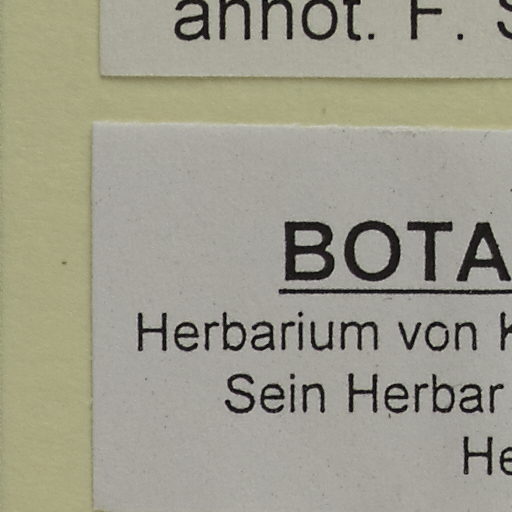 annot. F. S
BOTA
Herbarium von K
Sein Herbar
He